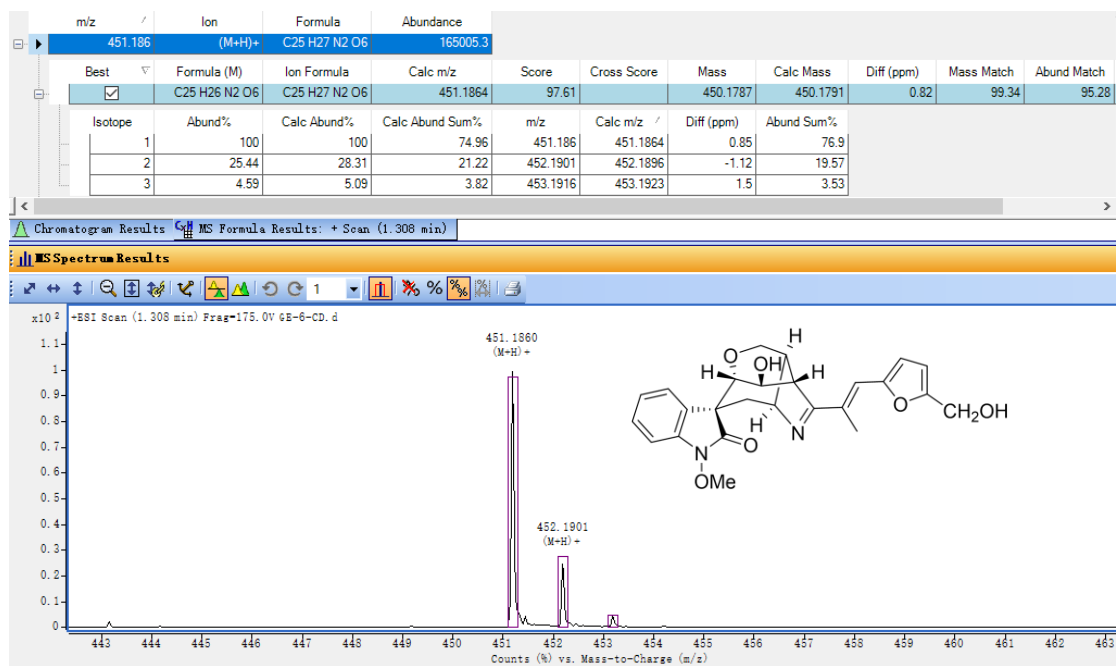 m/z Ion Formula Abundance
451.186 (M+H)+ C25 H27 N2 O6 165005.3
Best Formula (M) Ion Formula Calc m/z Score Cross Score Mass Calc Mass Diff (ppm) Mass Match Abund Match
C25 H26 N2 O6 C25 H27 N2 O6 451.1864 97.61 450.1787 450.1791 0.82 99.34 95.28
Isotope Abund% Calc Abund% Calc Abund Sum% m/z Calc m/z Diff (ppm) Abund Sum%
1 100 100 74.96 451.186 451.1864 0.85 76.9
2 25.44 28.31 21.22 452.1901 452.1896 -1.12 19.57
3 4.59 5.09 3.82 453.1916 453.1923 1.5 3.53
Chromatogram Results MS Formula Results: + Scan (1.308 min)
MS Spectrum Results
1 % %
x10 2 +ESI Scan (1.308 min) Frag=175.0V GE-6-CD.d
1.1
1
0.9
0.8
0.7
0.6
0.5
0.4
0.3
0.2
0.1
0
451.1860
(M+H)+
452.1901
(M+H)+
H
O OH
H H
O CH2OH
H N
O
N
OMe
443 444 445 446 447 448 449 450 451 452 453 454 455 456 457 458 459 460 461 462 463
Counts (%) vs. Mass-to-Charge (m/z)